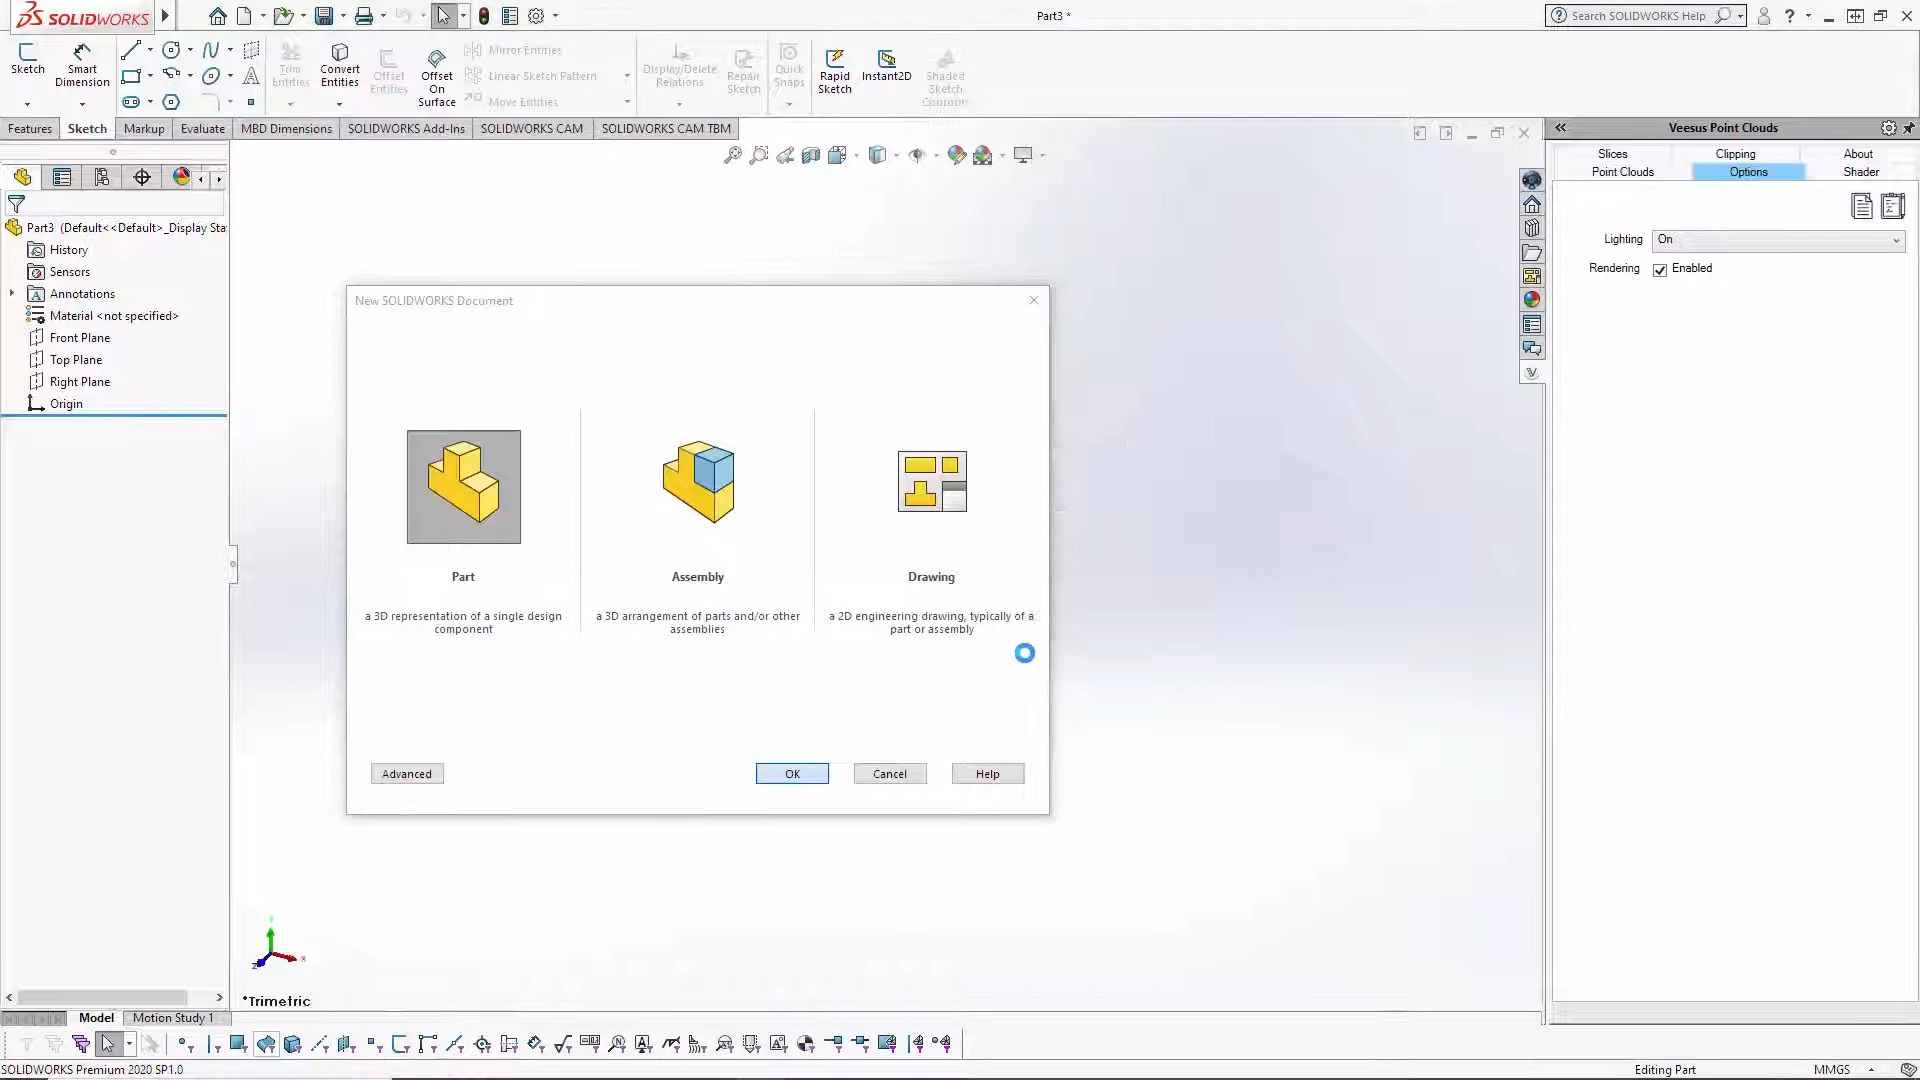 SOLIDWORKS
Part3 *
Search SOLIDWORKS Help
Sketch
Smart Dimension
Trim Entities
Convert Entities
Offset Entities
Offset On Surface
Mirror Entities
Linear Sketch Pattern
Move Entities
Display/Delete Relations
Repair Sketch
Quick Snaps
Rapid Sketch
Instant2D
Shaded Sketch Contours
Features
Sketch
Markup
Evaluate
MBD Dimensions
SOLIDWORKS Add-Ins
SOLIDWORKS CAM
SOLIDWORKS CAM TBM
Veesus Point Clouds
Slices
Clipping
About
Point Clouds
Options
Shader
Lighting
On
Rendering
Enabled
Part3 (Default<<Default>_Display Sta
History
Sensors
Annotations
Material <not specified>
Front Plane
Top Plane
Right Plane
Origin
New SOLIDWORKS Document
Part
Assembly
Drawing
a 3D representation of a single design component
a 3D arrangement of parts and/or other assemblies
a 2D engineering drawing, typically of a part or assembly
Advanced
OK
Cancel
Help
*Trimetric
Model
Motion Study 1
SOLIDWORKS Premium 2020 SP1.0
Editing Part
MMGS